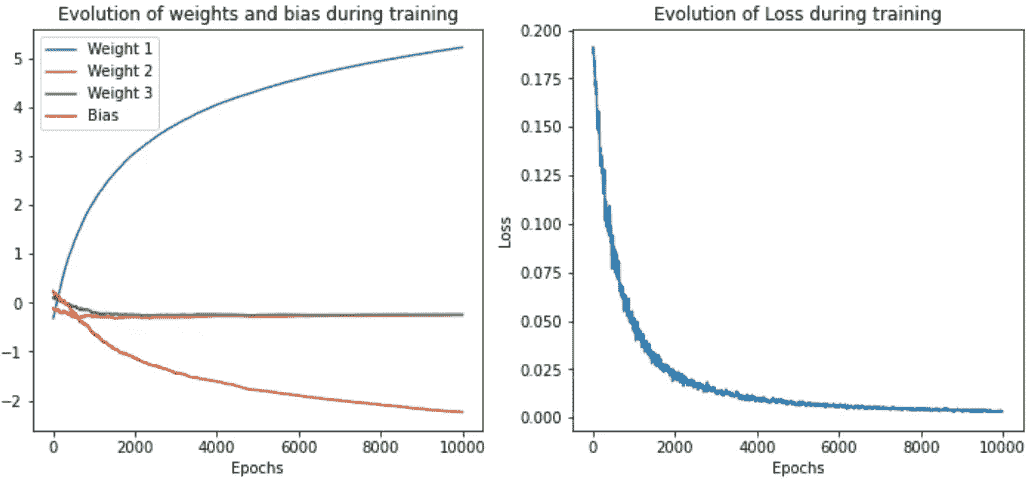 Evolution of weights and bias during training
5
4
3
2
1
0
−1
−2
Weight 1
Weight 2
Weight 3
Bias
0 2000 4000 6000 8000 10000
Epochs
Evolution of Loss during training
Loss
0.200
0.175
0.150
0.125
0.100
0.075
0.050
0.025
0.000
0 2000 4000 6000 8000 10000
Epochs